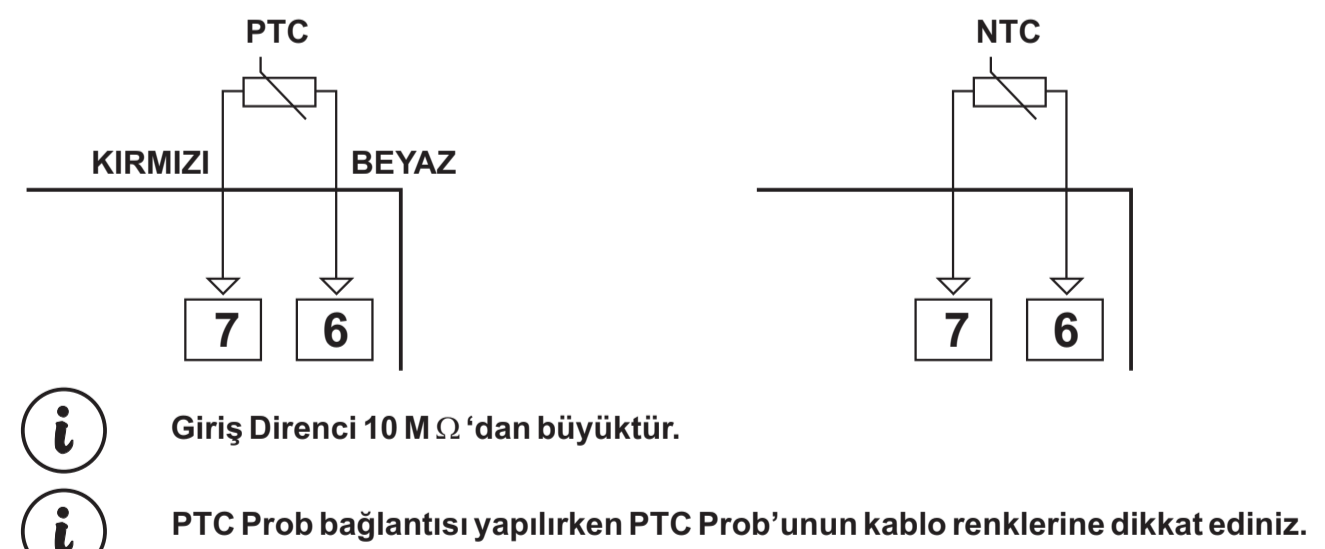 PTC
NTC
KIRMIZI
BEYAZ
7
6
7
6
i
Giriş Direnci 10 M Ω ‘dan büyüktür.
i
PTC Prob bağlantısı yapılırken PTC Prob’unun kablo renklerine dikkat ediniz.